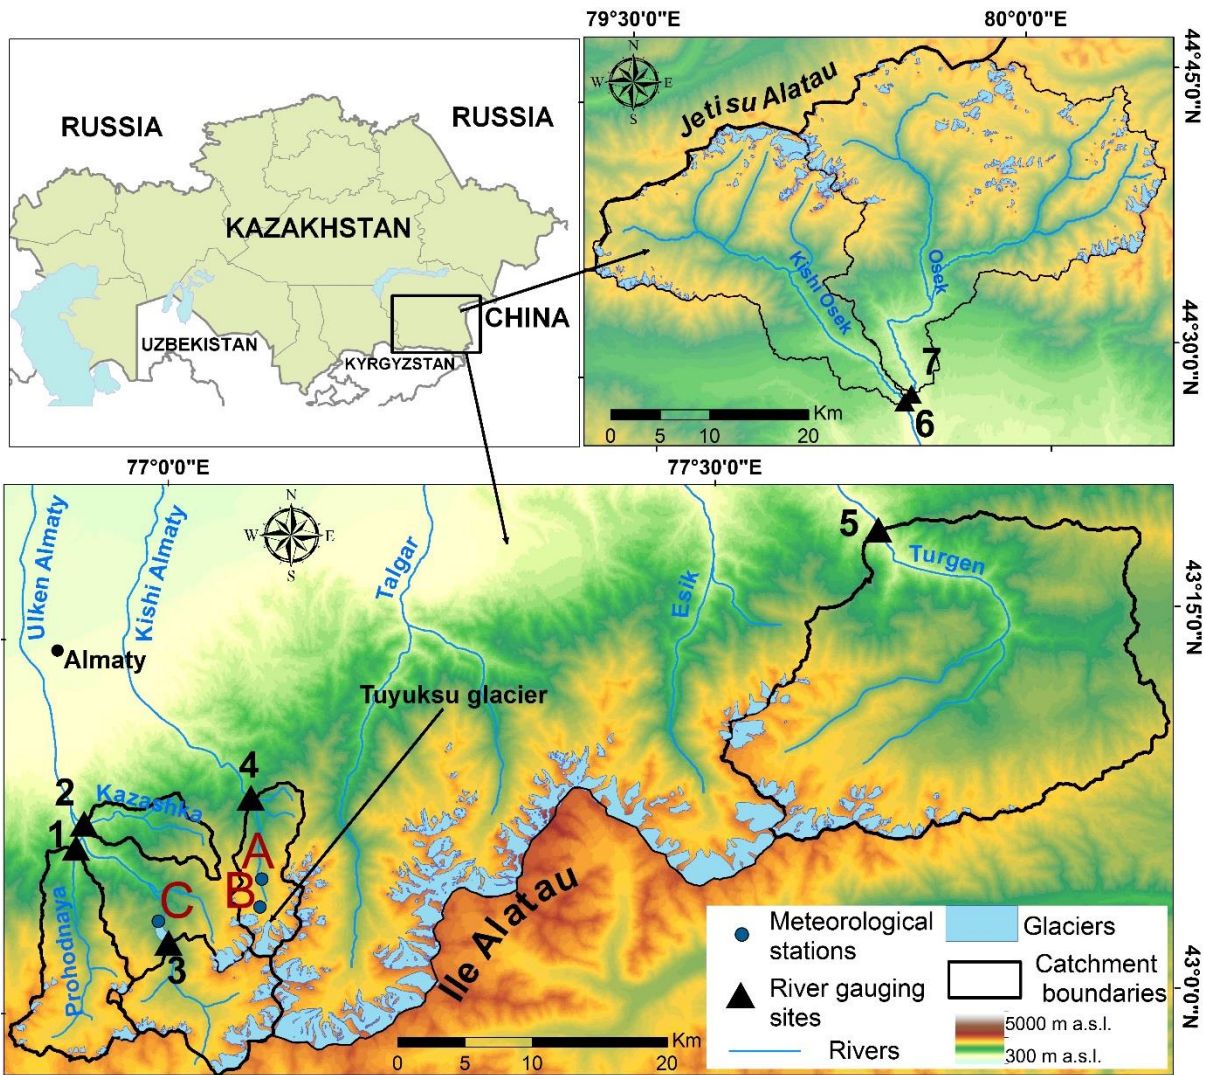 RUSSIA
RUSSIA
KAZAKHSTAN
CHINA
UZBEKISTAN
KYRGYZSTAN
79°30'0"E
80°0'0"E
44°45'0"N
44°30'0"N
N
W
E
S
Jetisu Alatau
Kishi Osek
Osek
7
6
Km
0
5
10
20
77°0'0"E
77°30'0"E
43°15'0"N
43°0'0"N
N
W
E
S
Ulken Almaty
Kishi Almaty
Talgar
Esik
5
Turgen
Almaty
Tuyuksu glacier
4
2
Kazashka
1
A
B
C
3
Prohodnaya
Ile Alatau
Km
0
5
10
20
Meteorological
stations
River gauging
sites
Rivers
Glaciers
Catchment
boundaries
5000 m a.s.l.
300 m a.s.l.